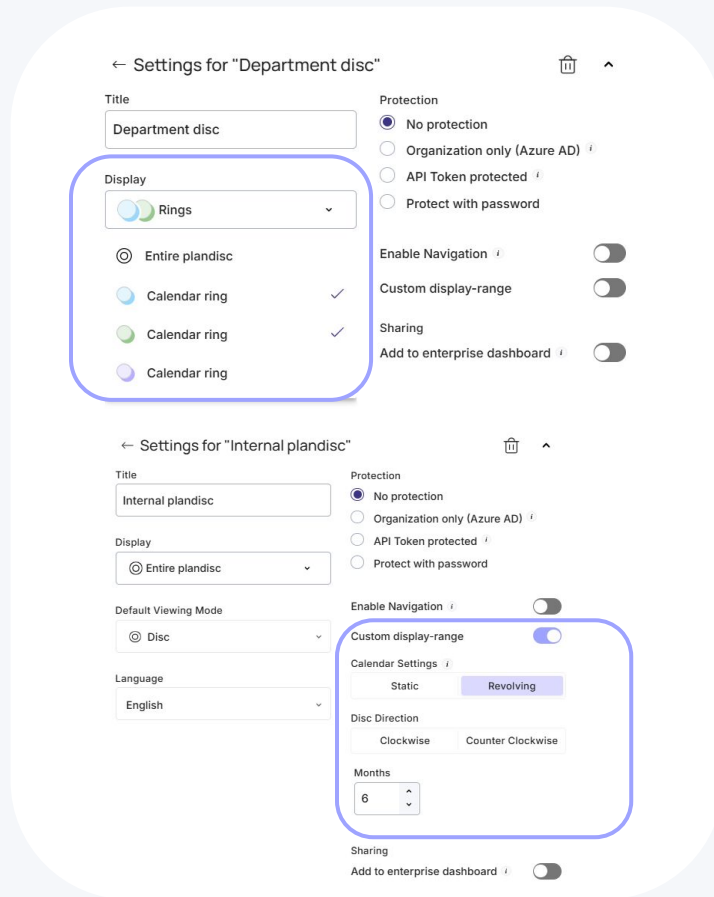 ← Settings for "Department disc"
Title
Department disc
Display
Rings
Entire plandisc
Calendar ring
Calendar ring
Calendar ring
Protection
No protection
Organization only (Azure AD) i
API Token protected i
Protect with password
Enable Navigation i
Custom display-range
Sharing
Add to enterprise dashboard i
← Settings for "Internal plandisc"
Title
Internal plandisc
Display
Entire plandisc
Default Viewing Mode
Disc
Language
English
Protection
No protection
Organization only (Azure AD) i
API Token protected i
Protect with password
Enable Navigation i
Custom display-range
Calendar Settings i
Static Revolving
Disc Direction
Clockwise Counter Clockwise
Months
6
Sharing
Add to enterprise dashboard i